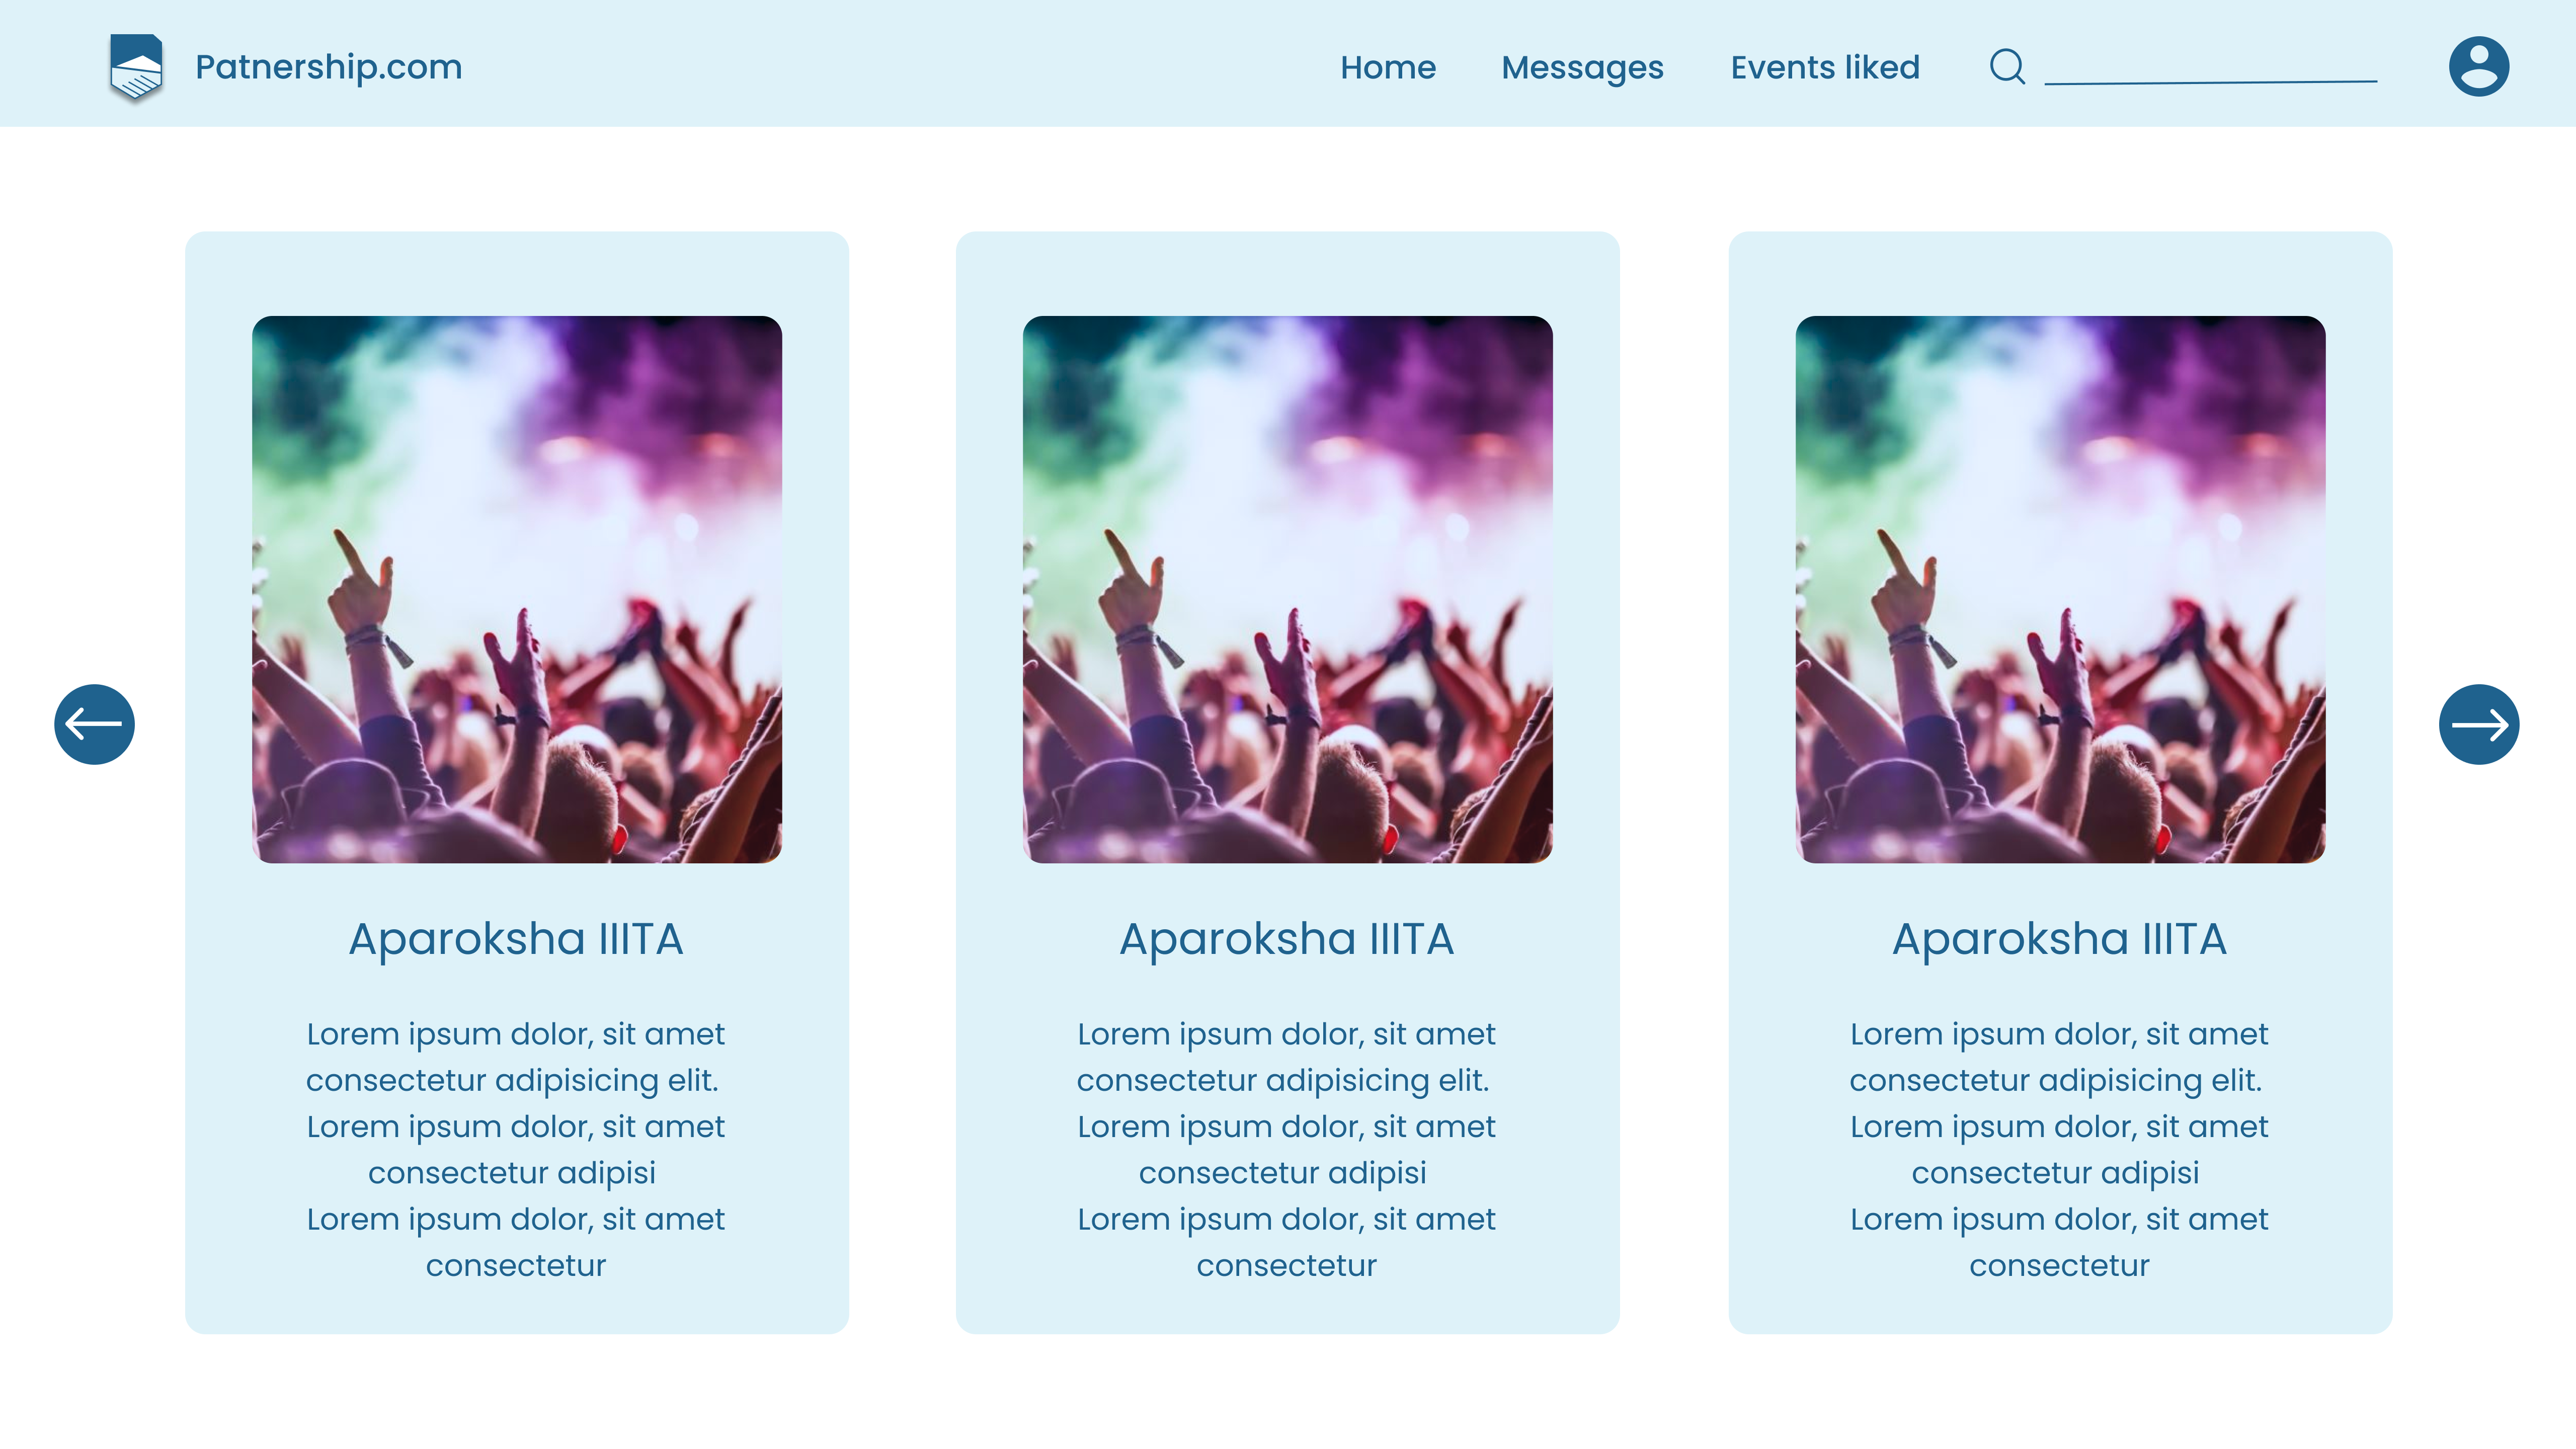 Patnership.com
Home
Messages
Events liked
Aparoksha IIITA
Lorem ipsum dolor, sit amet
consectetur adipisicing elit.
Lorem ipsum dolor, sit amet
consectetur adipisi
Lorem ipsum dolor, sit amet
consectetur
Aparoksha IIITA
Lorem ipsum dolor, sit amet
consectetur adipisicing elit.
Lorem ipsum dolor, sit amet
consectetur adipisi
Lorem ipsum dolor, sit amet
consectetur
Aparoksha IIITA
Lorem ipsum dolor, sit amet
consectetur adipisicing elit.
Lorem ipsum dolor, sit amet
consectetur adipisi
Lorem ipsum dolor, sit amet
consectetur